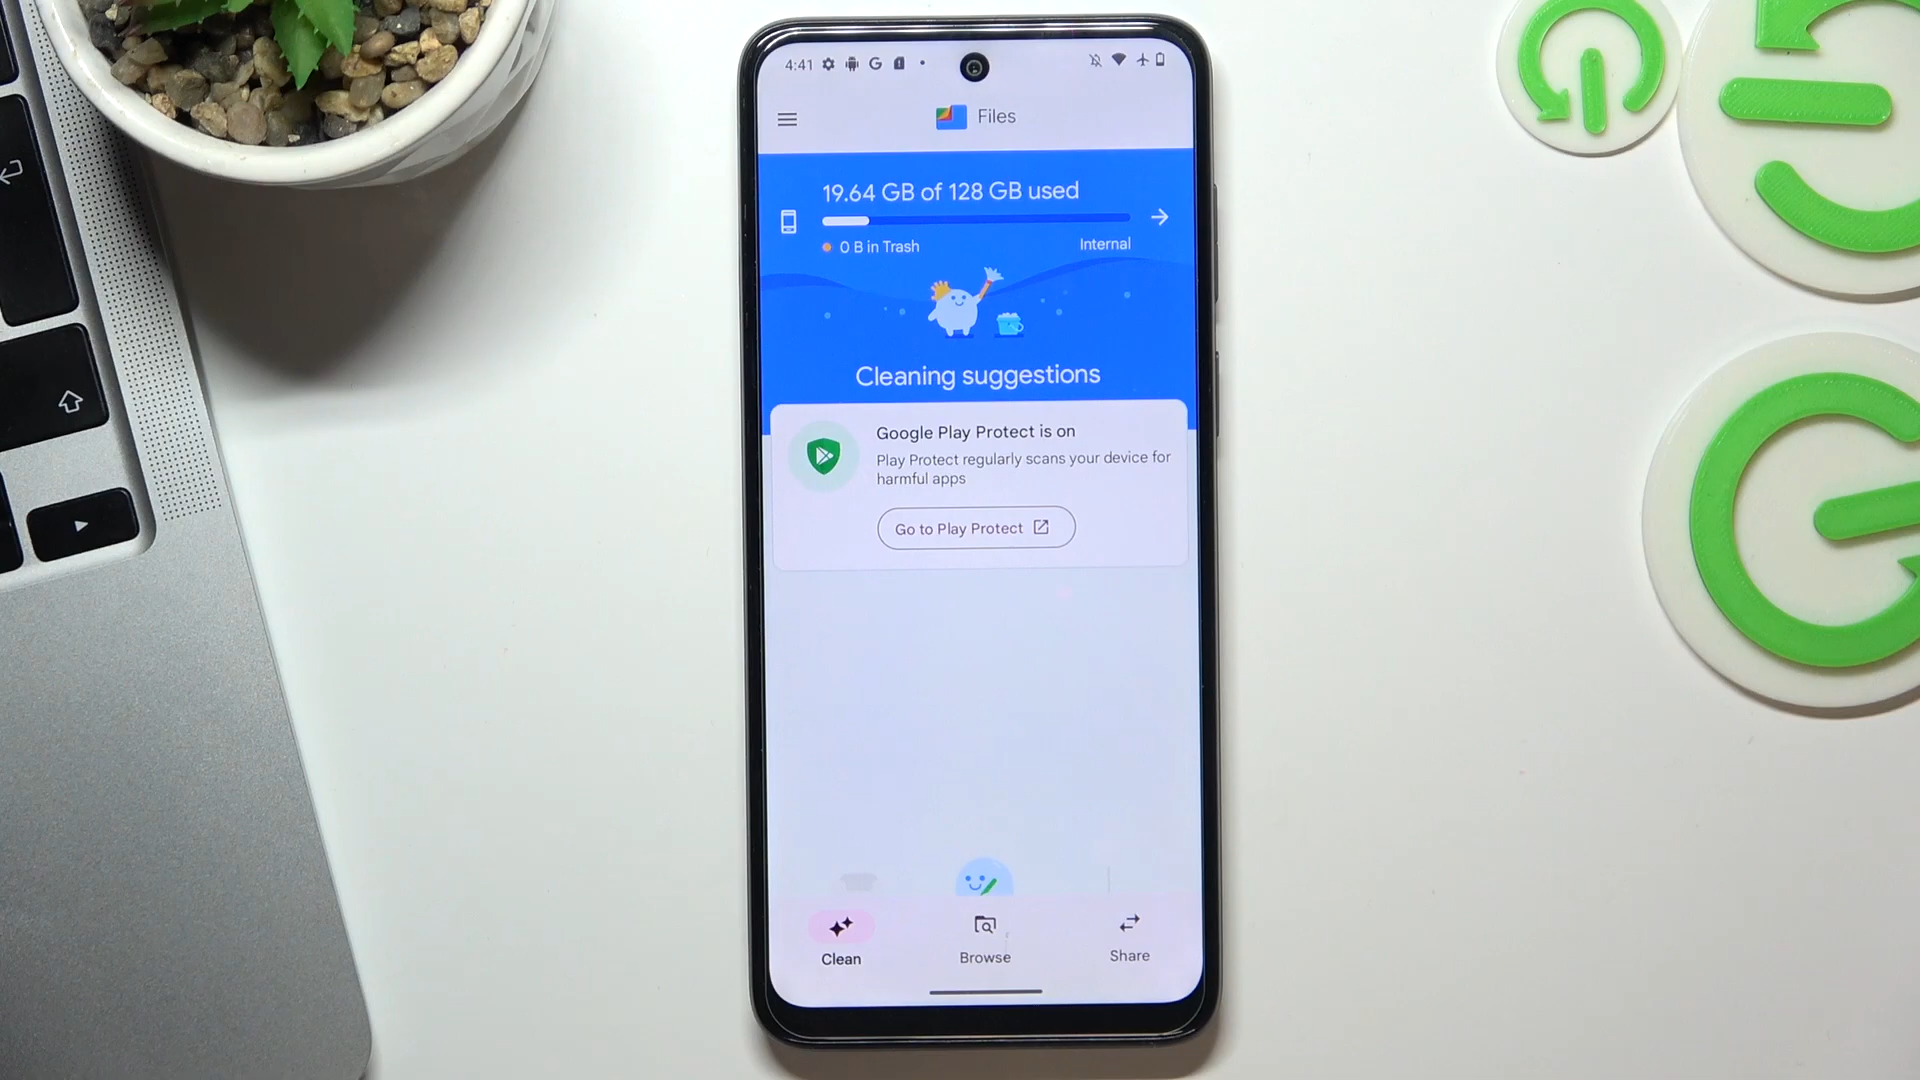 4:41
Files
19.64 GB of 128 GB used
0 B in Trash
Internal
Cleaning suggestions
Google Play Protect is on
Play Protect regularly scans your device for
harmful apps
Go to Play Protect
Clean
Browse
Share